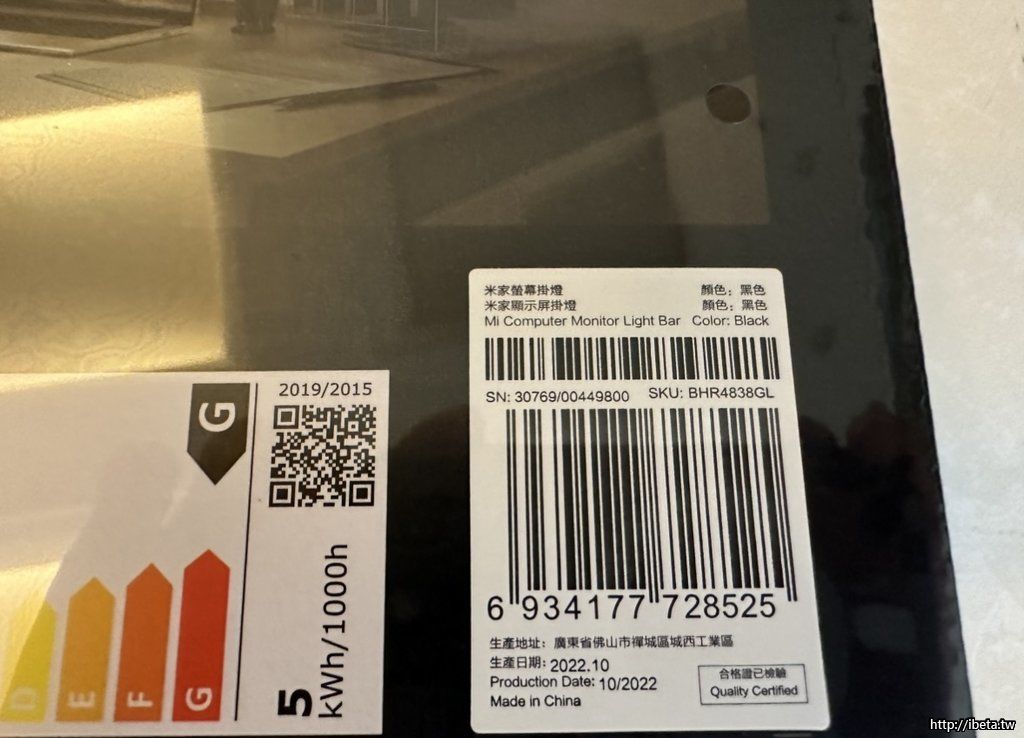 米家螢幕掛燈 顏色：黑色
米家顯示屏掛燈 顏色：黑色
Mi Computer Monitor Light Bar Color: Black
SN: 30769/00449800 SKU: BHR4838GL
6 934177 728525
生產地址：廣東省佛山市禪城區城西工業區
生產日期：2022.10
Production Date: 10/2022
Made in China
合格證已檢驗
Quality Certified
2019/2015
G
D
E
F
G
5
kWh/1000h
http://ibeta.tw